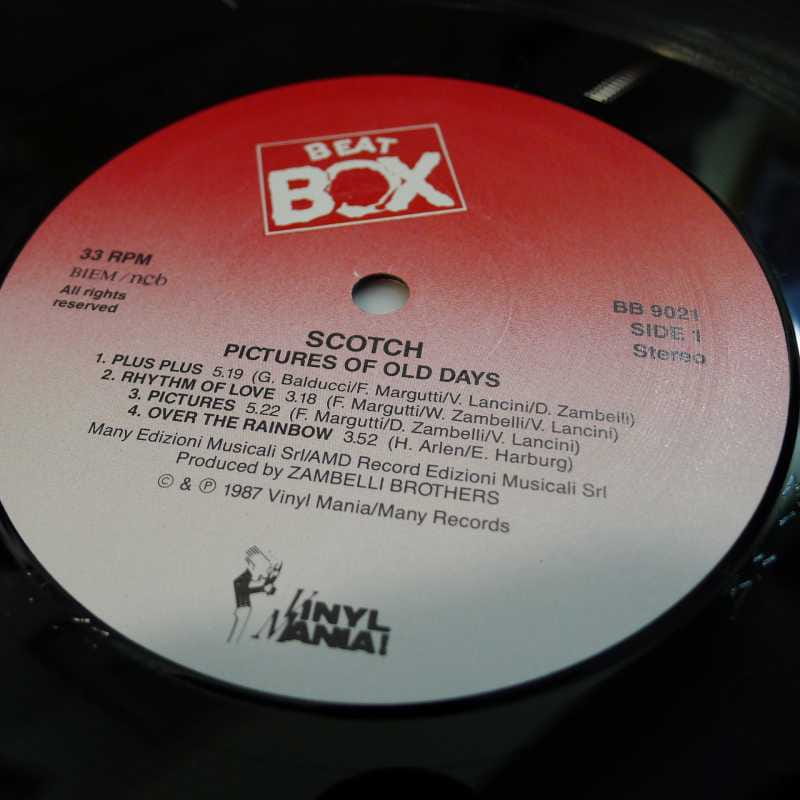 BEAT
BOX
33 RPM
BIEM/ncb
All rights
reserved
BB 9021
SIDE 1
Stereo
SCOTCH
PICTURES OF OLD DAYS
1. PLUS PLUS 5.19 (G. Balducci/F. Margutti/V. Lancini/D. Zambelli)
2. RHYTHM OF LOVE 3.18 (F. Margutti/W. Zambelli/V. Lancini)
3. PICTURES 5.22 (F. Margutti/D. Zambelli/V. Lancini)
4. OVER THE RAINBOW 3.52 (H. Arlen/E. Harburg)
Many Edizioni Musicali Srl/AMD Record Edizioni Musicali Srl
Produced by ZAMBELLI BROTHERS
© & ℗ 1987 Vinyl Mania/Many Records
VINYL
MANIA!